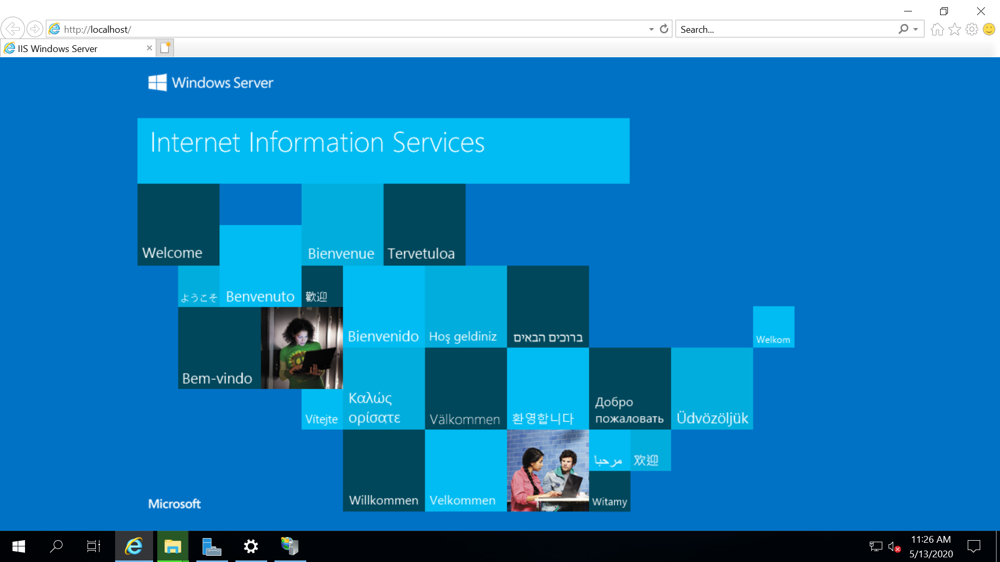 http://localhost/
Search...
IIS Windows Server
Windows Server
Internet Information Services
Welcome
Bienvenue
Tervetuloa
ようこそ
Benvenuto
歡迎
Bienvenido
Hoş geldiniz
ברוכים הבאים
Welkom
Bem-vindo
Vítejte
Καλώς
ορίσατε
Välkommen
환영합니다
Добро
пожаловать
Üdvözöljük
Willkommen
Velkommen
مرحبا
欢迎
Witamy
Microsoft
11:26 AM
5/13/2020